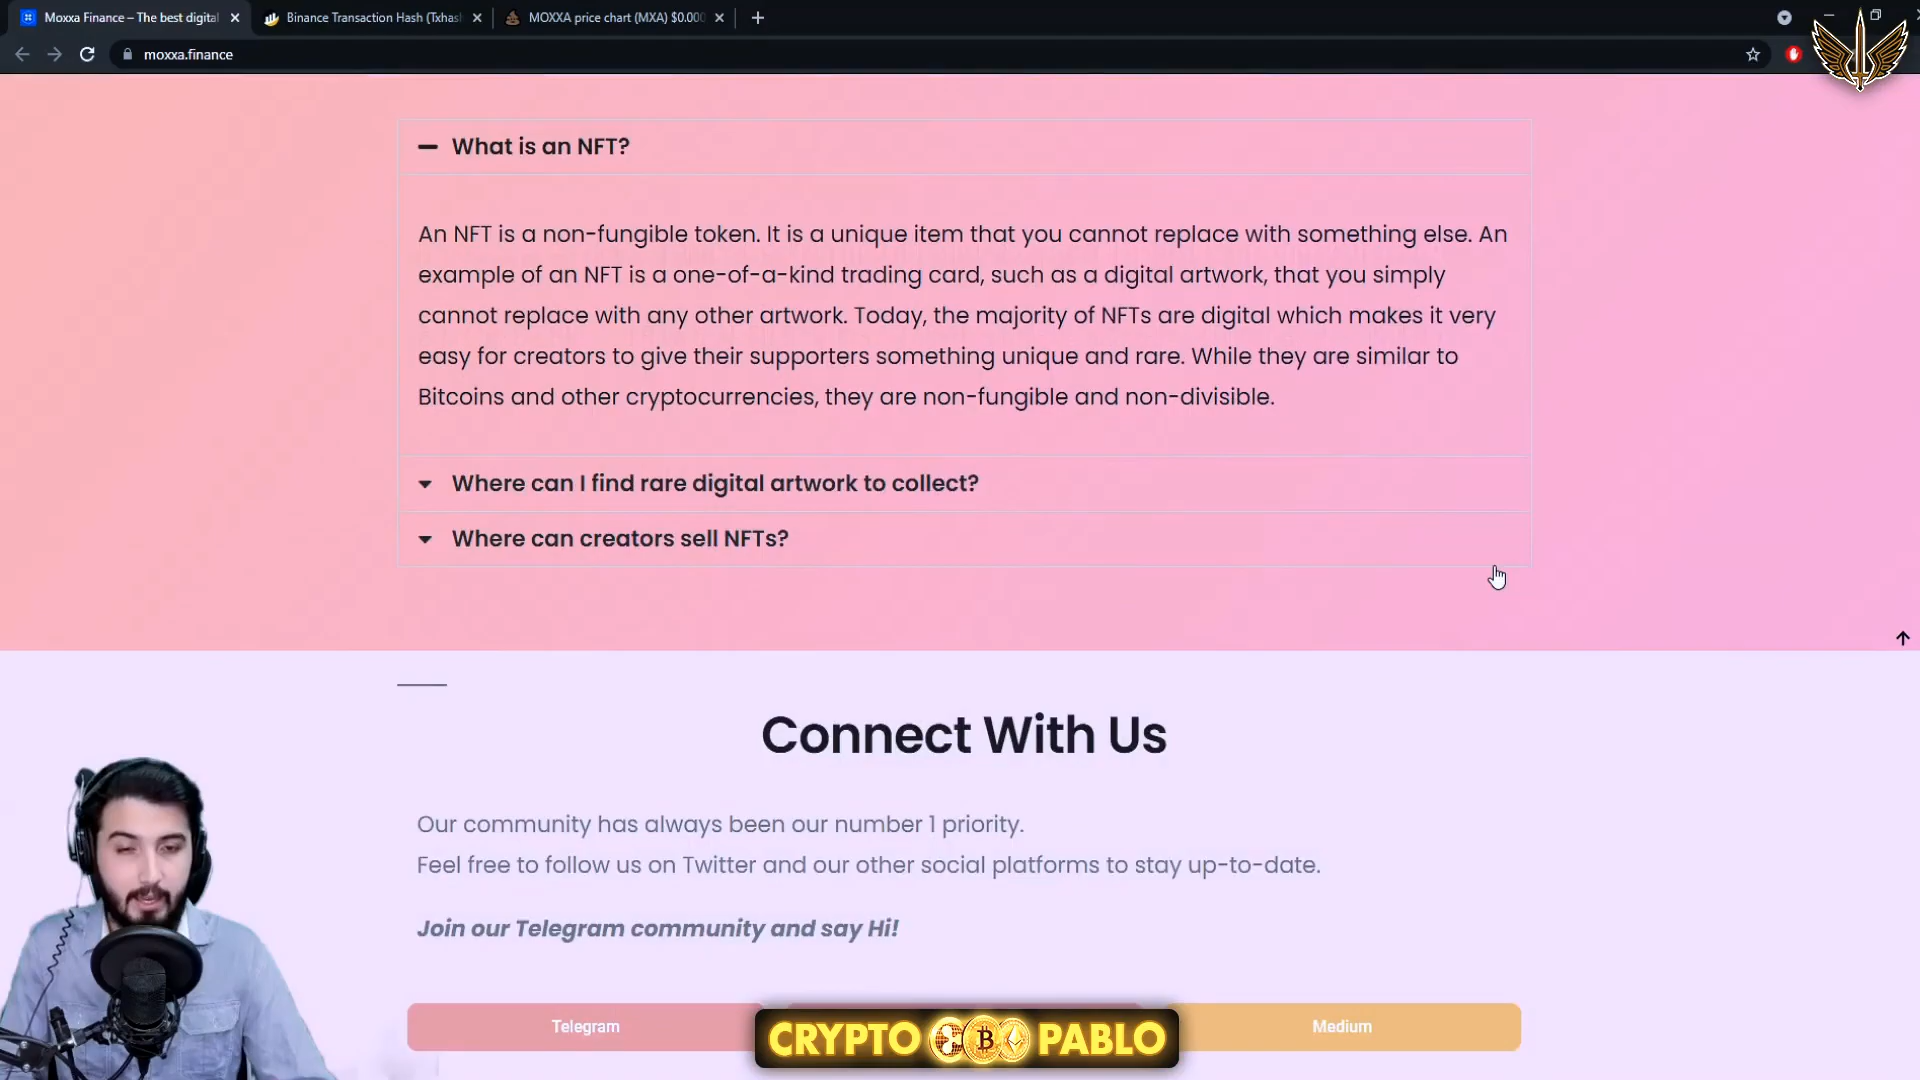 Moxxa Finance – The best digital
Binance Transaction Hash (Txhas
MOXXA price chart (MXA) $0.000
moxxa.finance
What is an NFT?
An NFT is a non-fungible token. It is a unique item that you cannot replace with something else. An
example of an NFT is a one-of-a-kind trading card, such as a digital artwork, that you simply
cannot replace with any other artwork. Today, the majority of NFTs are digital which makes it very
easy for creators to give their supporters something unique and rare. While they are similar to
Bitcoins and other cryptocurrencies, they are non-fungible and non-divisible.
Where can I find rare digital artwork to collect?
Where can creators sell NFTs?
Connect With Us
Our community has always been our number 1 priority.
Feel free to follow us on Twitter and our other social platforms to stay up-to-date.
Join our Telegram community and say Hi!
Telegram
Medium
CRYPTO PABLO